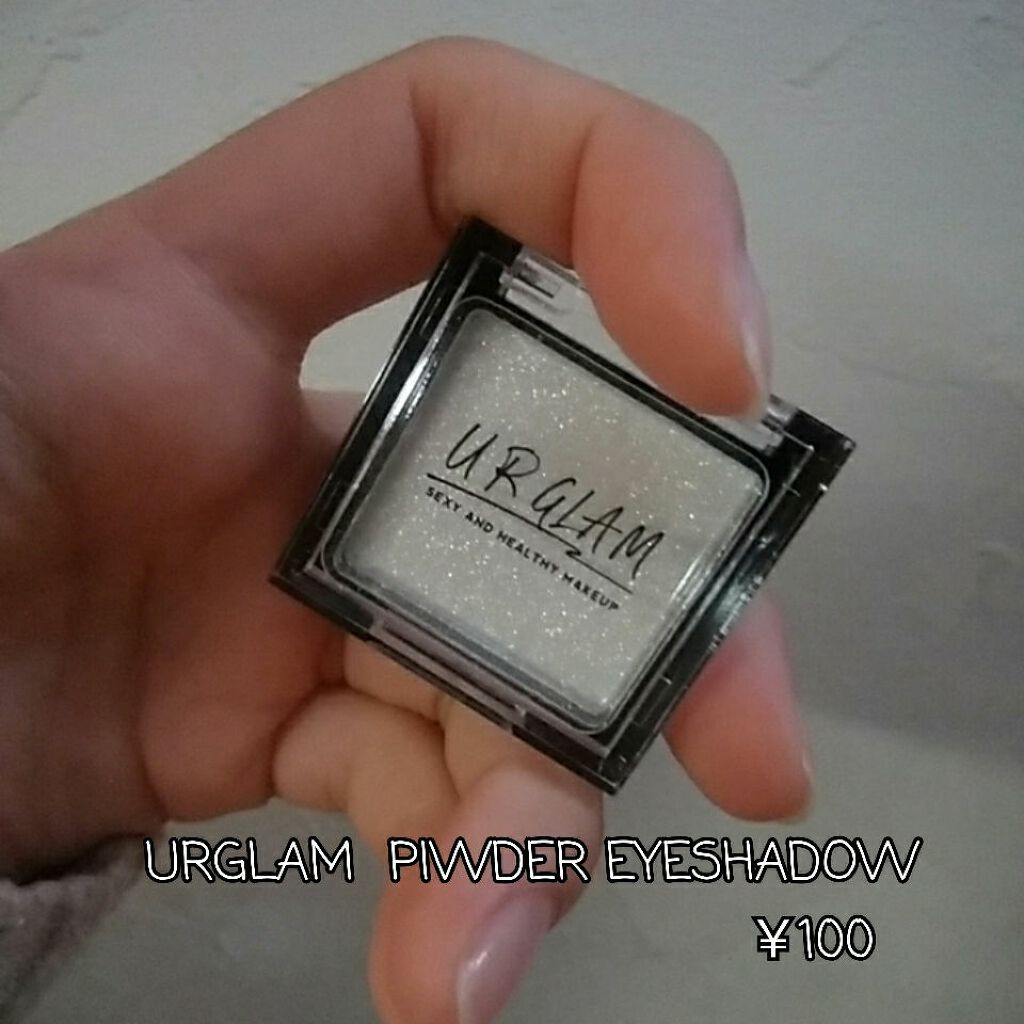 URGLAM
SEXY AND HEALTHY MAKEUP
URGLAM PIWDER EYESHADOW
¥100